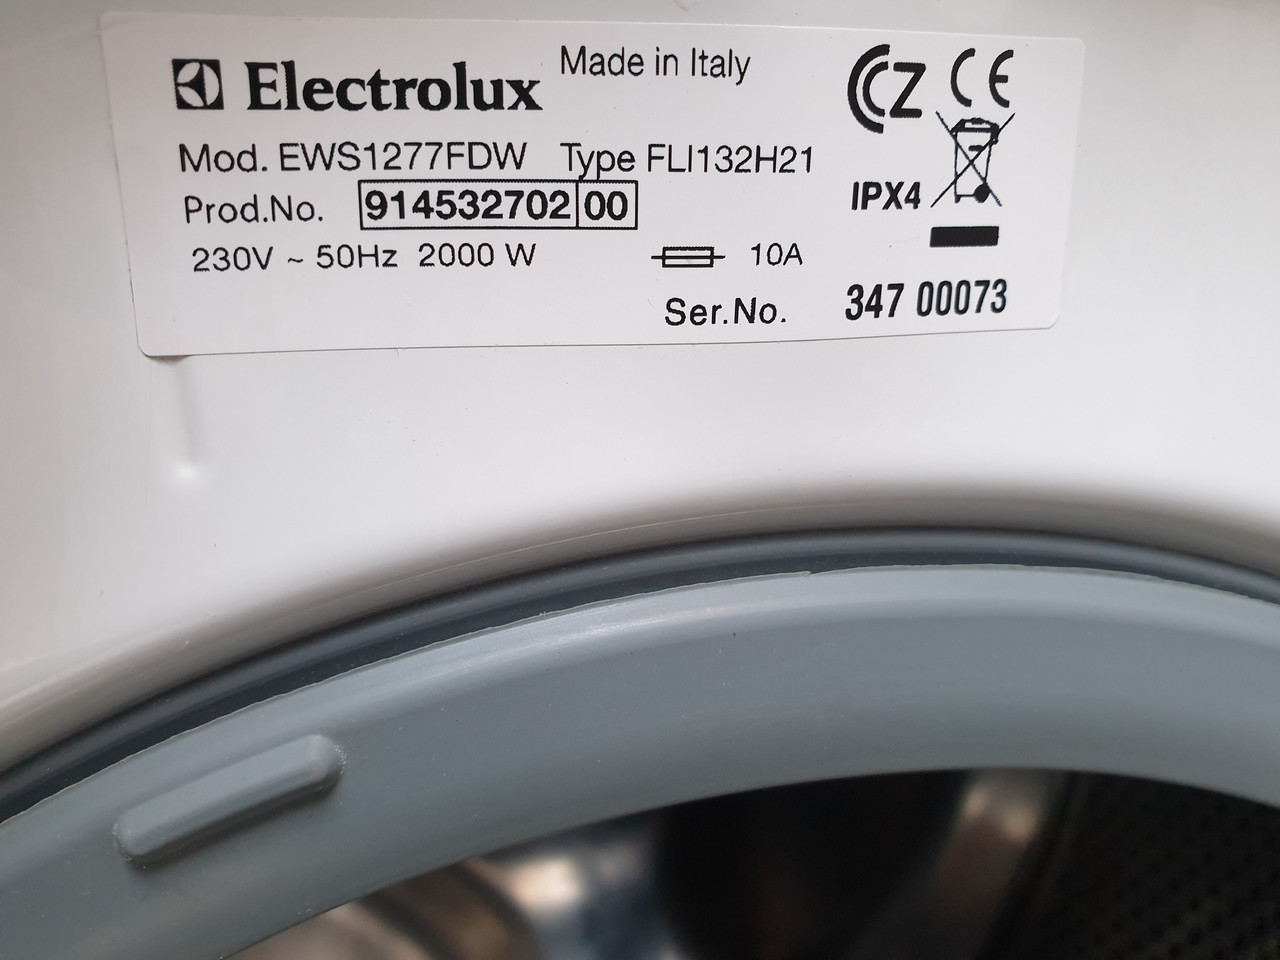 Electrolux Made in Italy
CZ CE
Mod. EWS1277FDW Type FLI132H21
Prod.No. 914532702 00
IPX4
230V ~ 50Hz 2000 W 10A
Ser.No. 347 00073